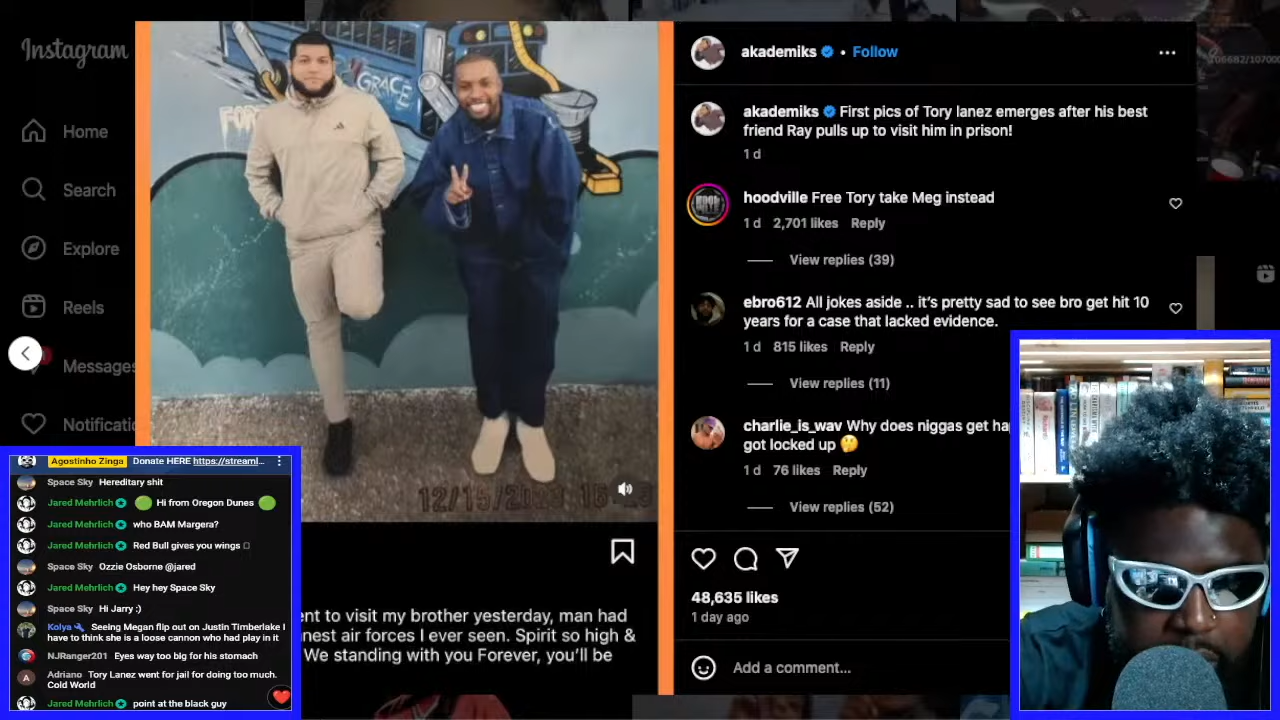 Instagram
Home
Search
Explore
Reels
Messages
Notificatio
GRACE
12/15/20
akademiks • Follow
akademiks First pics of Tory lanez emerges after his best
friend Ray pulls up to visit him in prison!
1 d
hoodville Free Tory take Meg instead
1 d 2,701 likes Reply
View replies (39)
ebro612 All jokes aside .. it's pretty sad to see bro get hit 10
years for a case that lacked evidence.
1 d 815 likes Reply
View replies (11)
charlie_is_wav Why does niggas get ha
got locked up 🤔
1 d 76 likes Reply
View replies (52)
48,635 likes
1 day ago
Add a comment...
ent to visit my brother yesterday, man had
nest air forces I ever seen. Spirit so high &
We standing with you Forever, you'll be
Agostinho Zinga Donate HERE https://streaml...
Space Sky Hereditary shit
Jared Mehrlich 🟢 Hi from Oregon Dunes 🟢
Jared Mehrlich who BAM Margera?
Jared Mehrlich Red Bull gives you wings
Space Sky Ozzie Osborne @jared
Jared Mehrlich Hey hey Space Sky
Space Sky Hi Jarry :)
Kolya Seeing Megan flip out on Justin Timberlake I
have to think she is a loose cannon who had play in it
NJRanger201 Eyes way too big for his stomach
A Adriano Tory Lanez went for jail for doing too much.
Cold World
Jared Mehrlich point at the black guy